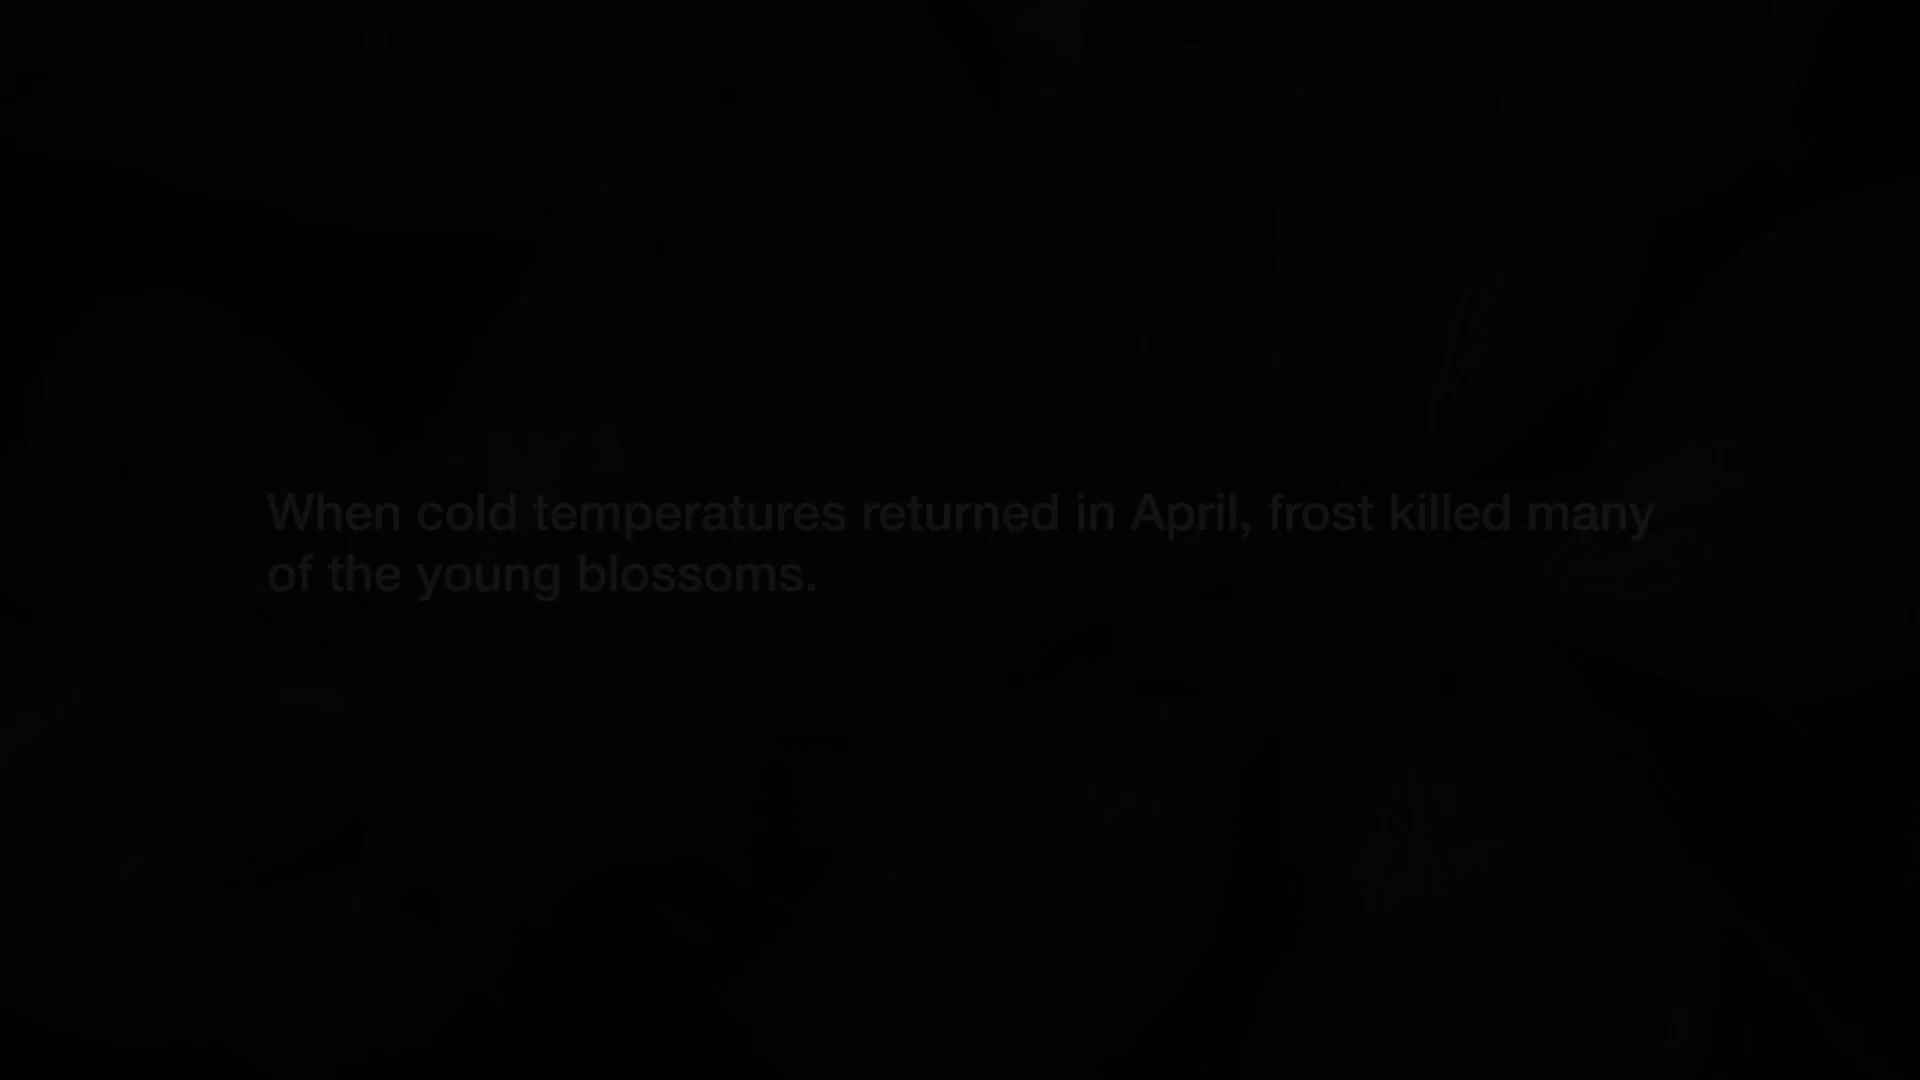 When cold temperatures returned in April, frost killed many
of the young blossoms.